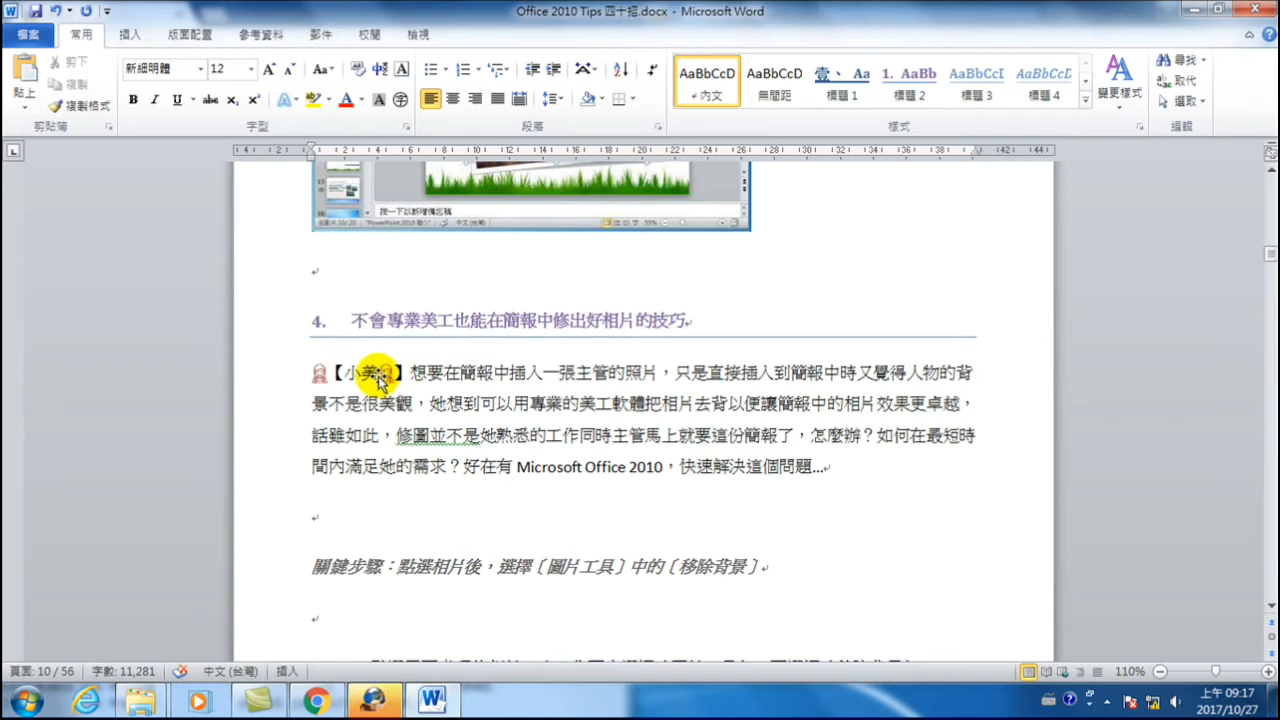 Office 2010 Tips 四十招.docx - Microsoft Word
檔案 常用 插入 版面配置 參考資料 郵件 校閱 檢視
貼上 剪下 複製 複製格式
新細明體 12
AaBbCcD AaBbCcD 壹、 Aa 1. AaBb AaBbCcI AaBbCcL
內文 無間距 標題 1 標題 2 標題 3 標題 4
變更樣式
尋找 取代 選取
剪貼簿 字型 段落 樣式 編輯
按一下以新增備忘稿
4. 不會專業美工也能在簡報中修出好相片的技巧
【小美】想要在簡報中插入一張主管的照片，只是直接插入到簡報中時又覺得人物的背
景不是很美觀，她想到可以用專業的美工軟體把相片去背以便讓簡報中的相片效果更卓越，
話雖如此，修圖並不是她熟悉的工作同時主管馬上就要這份簡報了，怎麼辦？如何在最短時
間內滿足她的需求？好在有 Microsoft Office 2010，快速解決這個問題...
關鍵步驟：點選相片後，選擇〔圖片工具〕中的〔移除背景〕
頁面: 10 / 56 字數: 11,281 中文 (台灣) 插入 110%
上午 09:17
2017/10/27